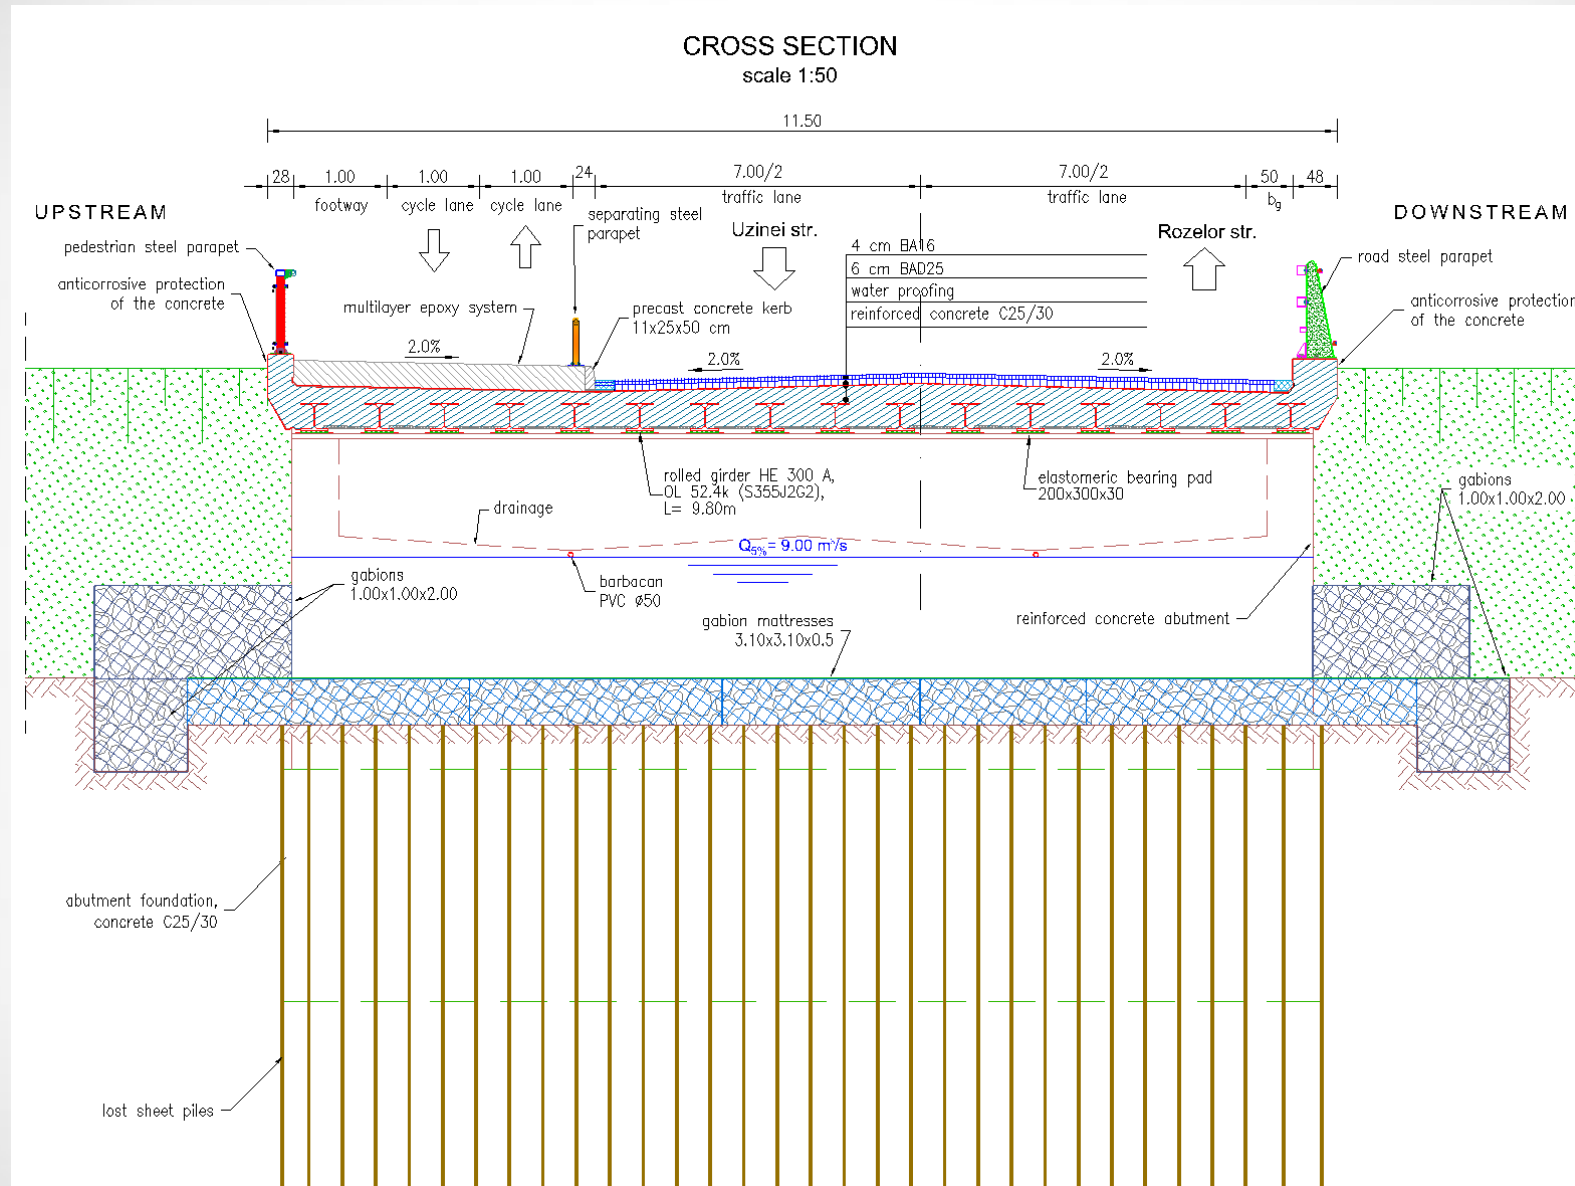 CROSS SECTION
scale 1:50
11.50
28
1.00
1.00
1.00
24
7.00/2
7.00/2
50
48
footway
cycle lane
cycle lane
traffic lane
traffic lane
bg
UPSTREAM
DOWNSTREAM
separating steel
parapet
Uzinei str.
Rozelor str.
pedestrian steel parapet
road steel parapet
anticorrosive protection
of the concrete
multilayer epoxy system
precast concrete kerb
11x25x50 cm
4 cm BA16
6 cm BAD25
water proofing
reinforced concrete C25/30
anticorrosive protection
of the concrete
2.0%
2.0%
2.0%
rolled girder HE 300 A,
OL 52.4k (S355J2G2),
L= 9.80m
elastomeric bearing pad
200x300x30
gabions
1.00x1.00x2.00
drainage
Q5%= 9.00 m³/s
gabions
1.00x1.00x2.00
barbacan
PVC ø50
gabion mattresses
3.10x3.10x0.5
reinforced concrete abutment
abutment foundation,
concrete C25/30
lost sheet piles